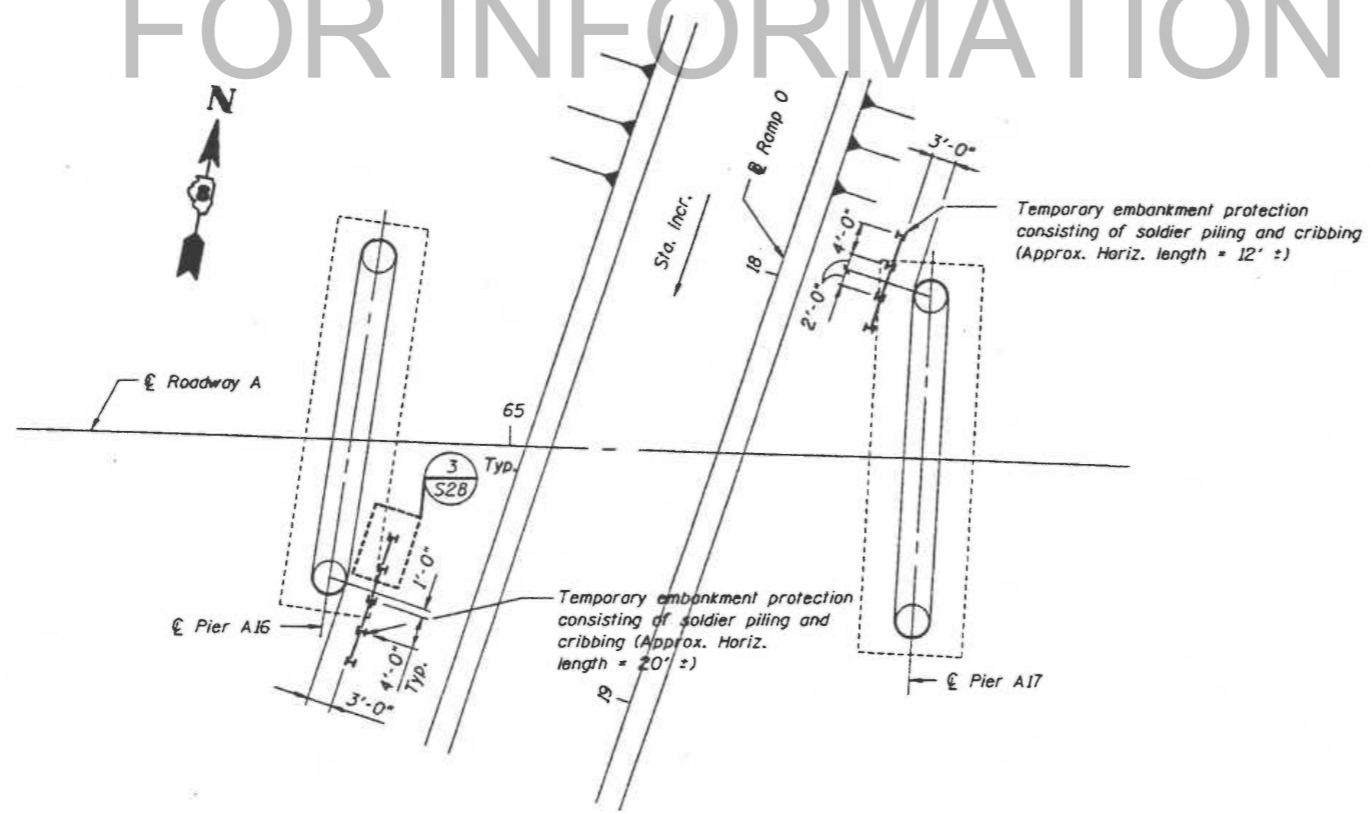 FOR INFORMATION
N
3'-0"
℄ Ramp O
Temporary embankment protection
consisting of soldier piling and cribbing
(Approx. Horiz. length = 12' ±)
4'-0"
2'-0"
Sta. Incr.
18
℄ Roadway A
65
3
S28
Typ.
1'-0"
Temporary embankment protection
consisting of soldier piling and
cribbing (Approx. Horiz.
length = 20' ±)
℄ Pier A16
4'-0"
Typ.
3'-0"
19
℄ Pier A17